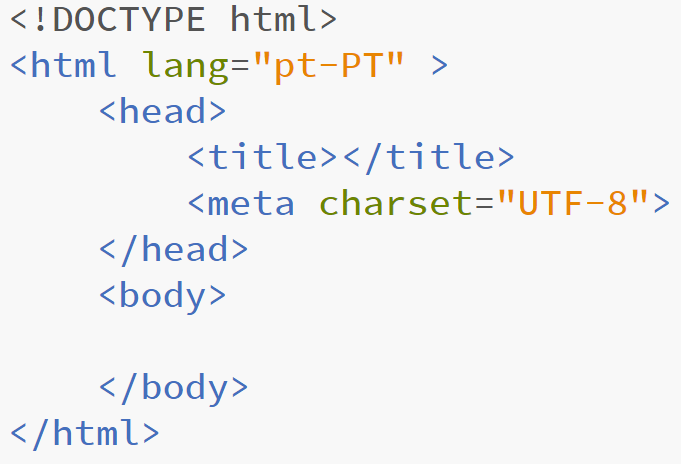 <!DOCTYPE html>
<html lang="pt-PT" >
    <head>
        <title></title>
        <meta charset="UTF-8">
    </head>
    <body>

    </body>
</html>